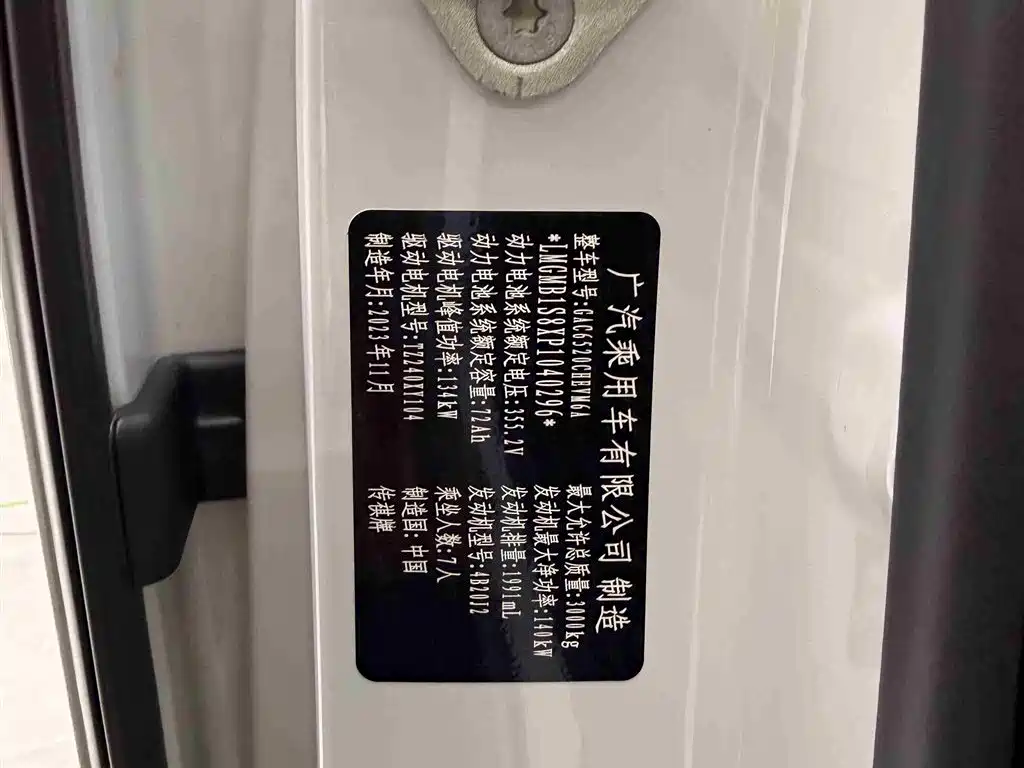 广汽乘用车有限公司 制造
整车型号:GAC6520CHEVM6A 最大允许总质量:3000kg
*LMGMB1S8XP1040296* 发动机最大净功率:140kW
动力电池系统额定电压:355.2V 发动机排量:1991mL
动力电池系统额定容量:72Ah 发动机型号:4B20J2
驱动电机峰值功率:134kW 乘坐人数:7人
驱动电机型号:TZ240XY104 制造国:中国
制造年月:2023年11月 传祺牌